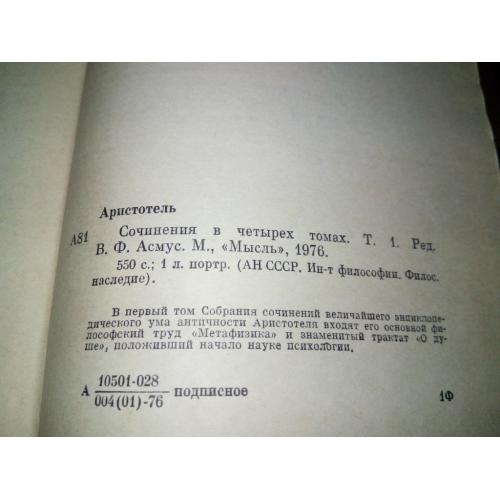 Аристотель
А81 Сочинения в четырех томах. Т. 1. Ред.
В. Ф. Асмус. М., «Мысль», 1976.
550 с.; 1 л. портр. (АН СССР. Ин-т философии. Филос.
наследие).
В первый том Собрания сочинений величайшего энциклопе-
дического ума античности Аристотеля входят его основной фи-
лософский труд «Метафизика» и знаменитый трактат «О ду-
ше», положивший начало науке психологии.
А 10501-028
004(01)-76 подписное
1Ф